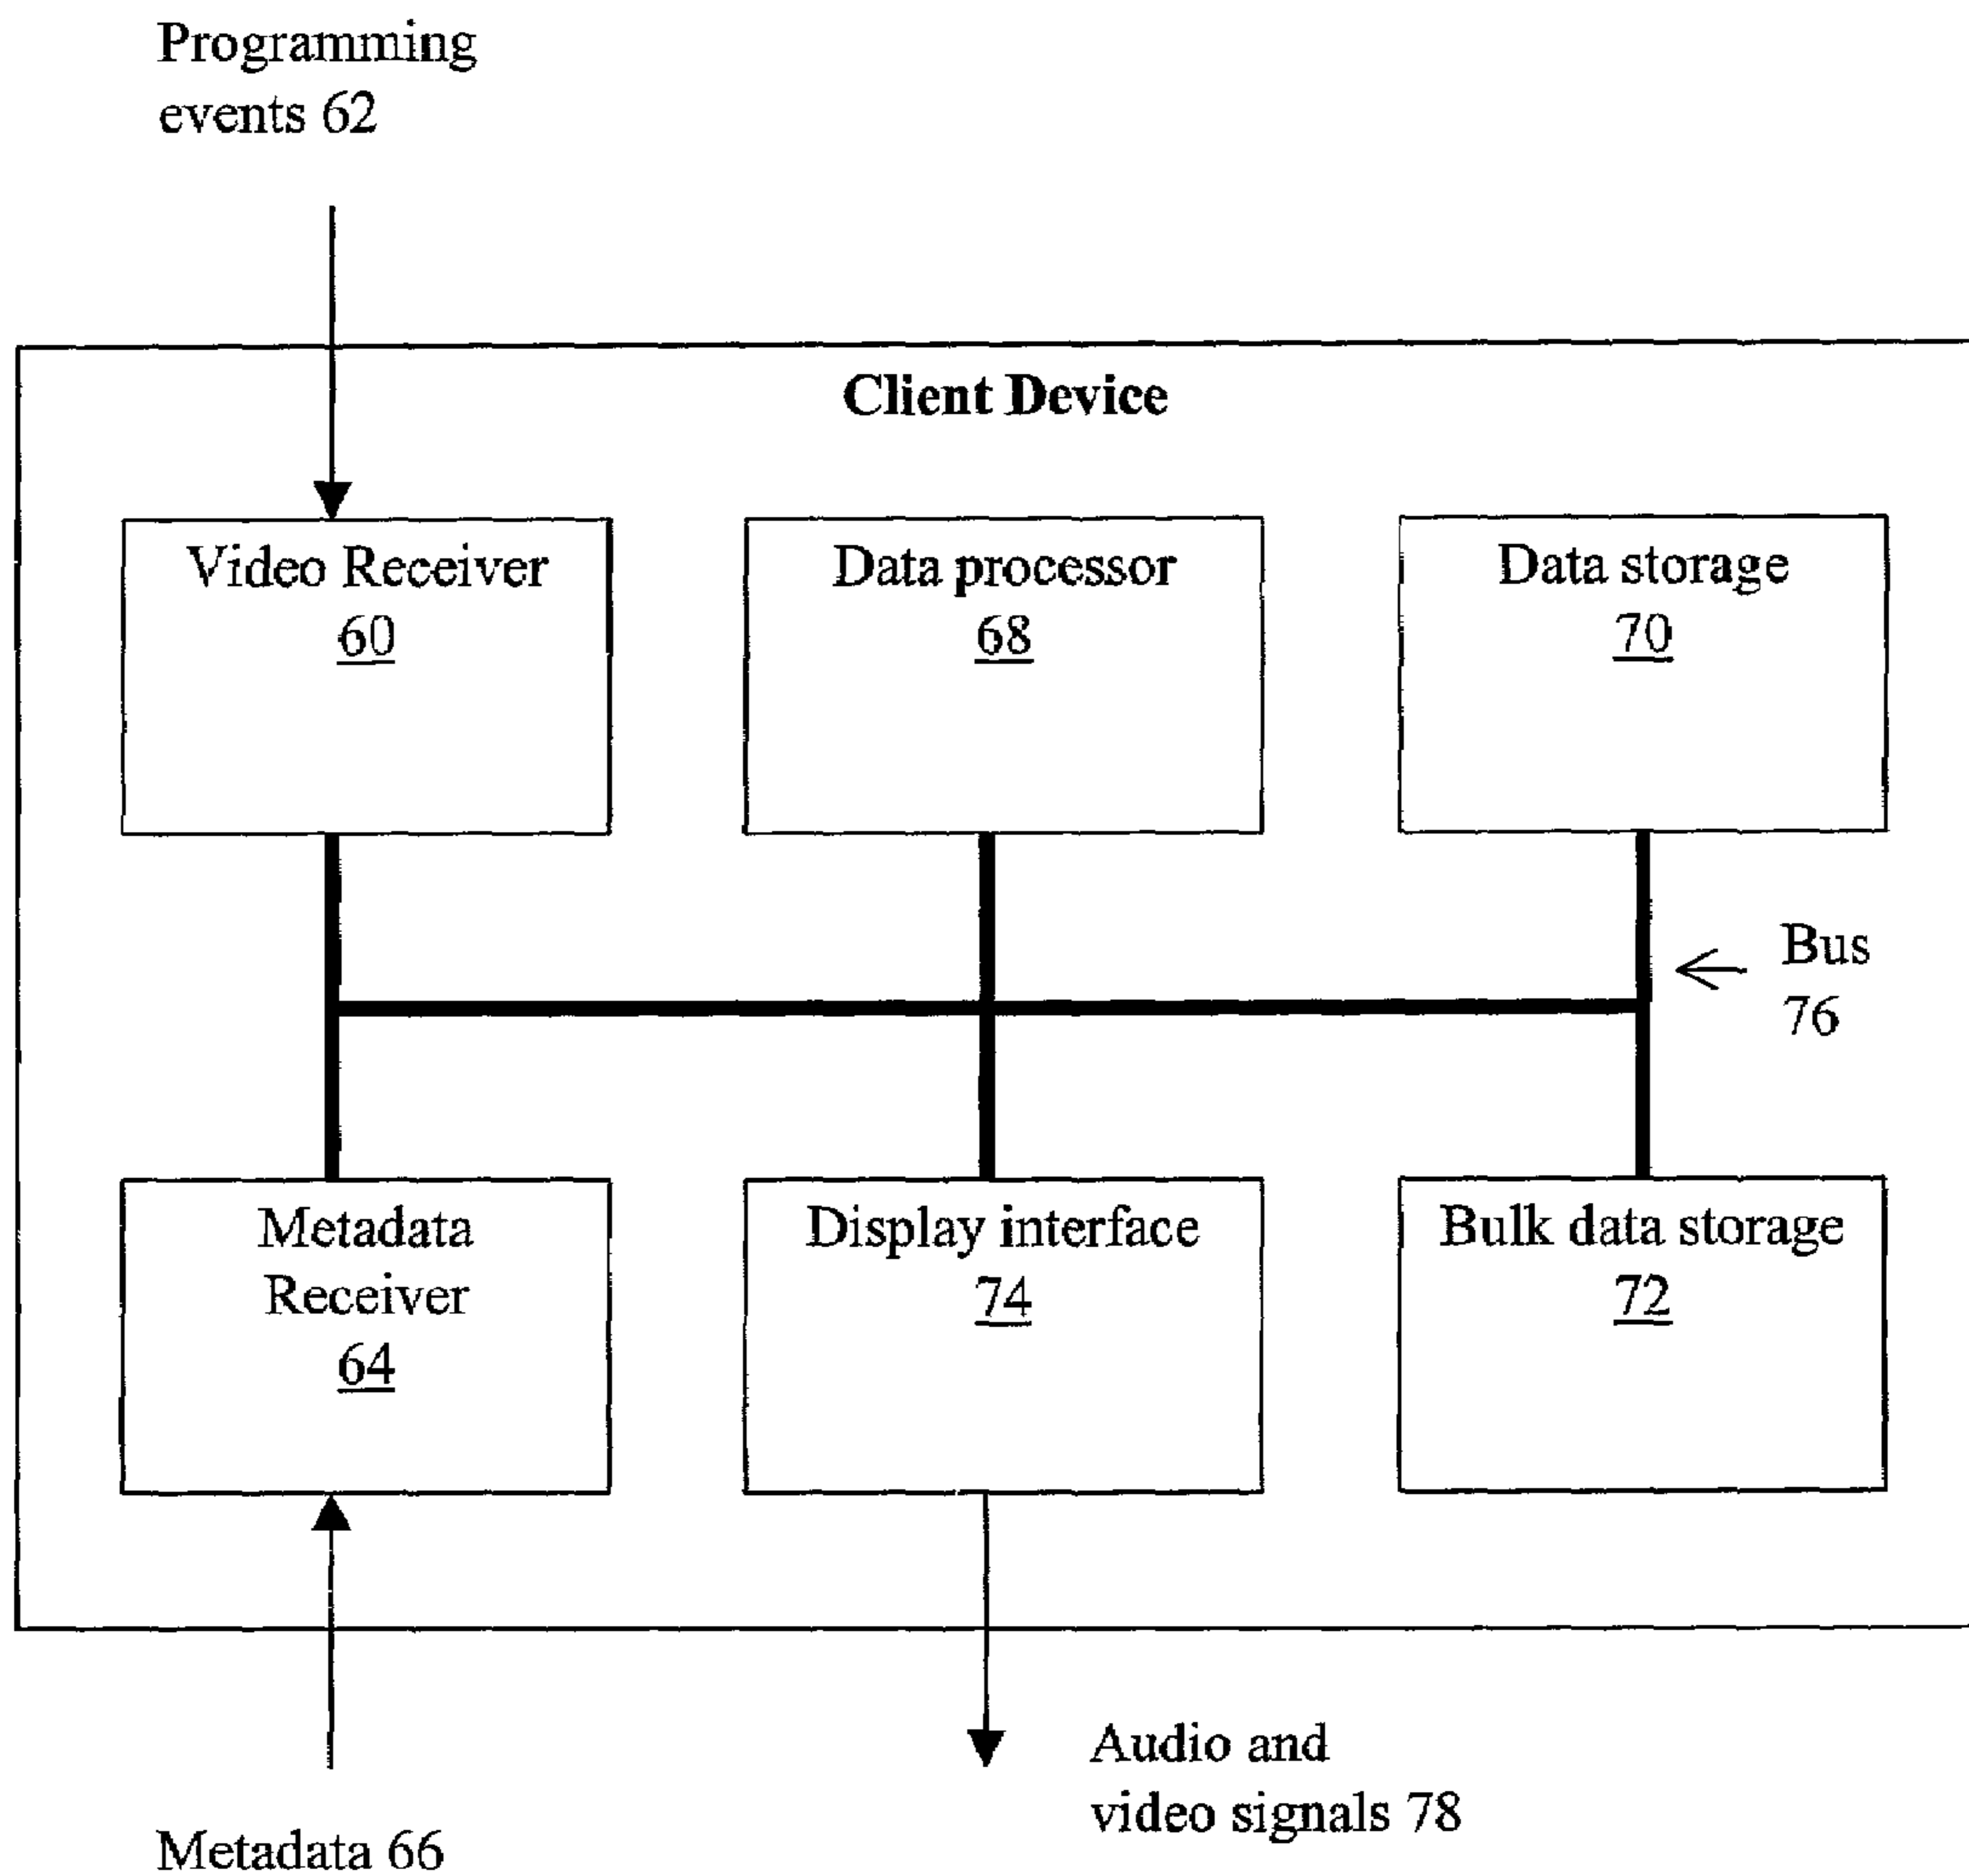 Programming
events 62
Client Device
Video Receiver
60
Data processor
68
Data storage
70
Bus
76
Metadata
Receiver
64
Display interface
74
Bulk data storage
72
Audio and
video signals 78
Metadata 66